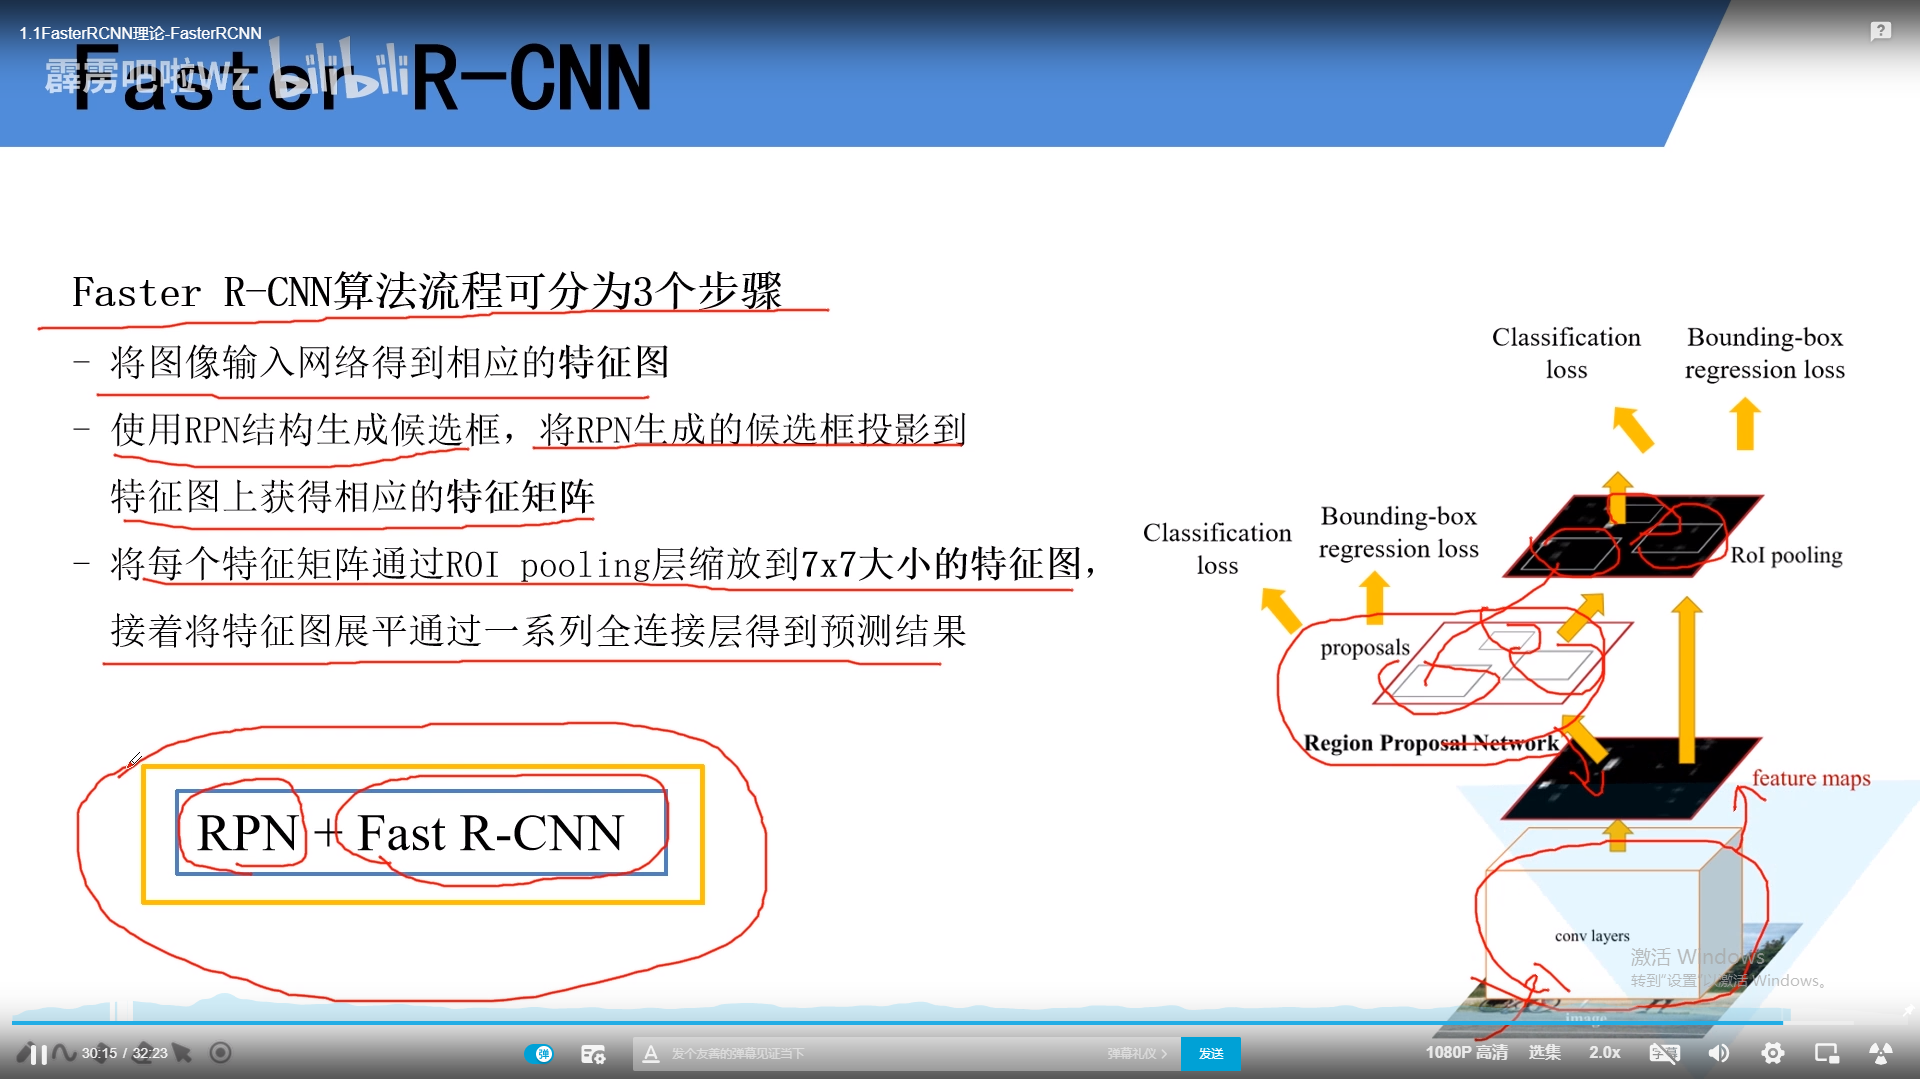 1.1FasterRCNN理论-FasterRCNN
霹雳吧啦Wz bilibili
Faster R-CNN
Faster R-CNN算法流程可分为3个步骤
- 将图像输入网络得到相应的特征图
- 使用RPN结构生成候选框，将RPN生成的候选框投影到
特征图上获得相应的特征矩阵
- 将每个特征矩阵通过ROI pooling层缩放到7x7大小的特征图，
接着将特征图展平通过一系列全连接层得到预测结果
RPN + Fast R-CNN
Classification
loss
Bounding-box
regression loss
RoI pooling
Classification
loss
Bounding-box
regression loss
proposals
Region Proposal Network
feature maps
conv layers
image
激活 Windows
转到"设置"以激活 Windows。
30:15 / 32:23
弹
A
发个友善的弹幕见证当下
弹幕礼仪 >
发送
1080P 高清
选集
2.0x
字幕